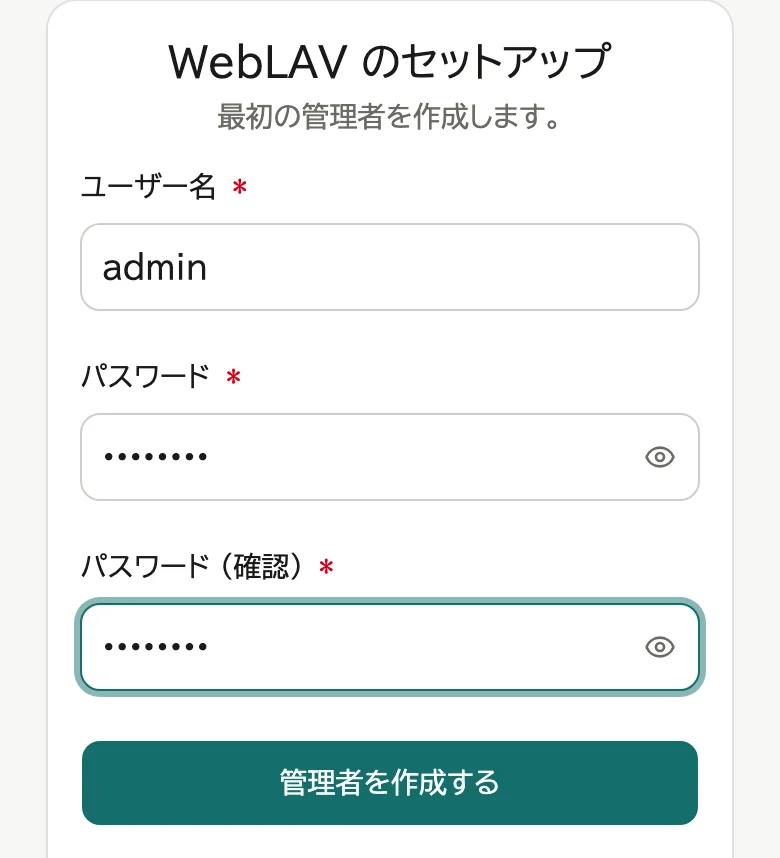 WebLAV のセットアップ
最初の管理者を作成します。
ユーザー名 *
admin
パスワード *
••••••••
パスワード（確認） *
••••••••
管理者を作成する